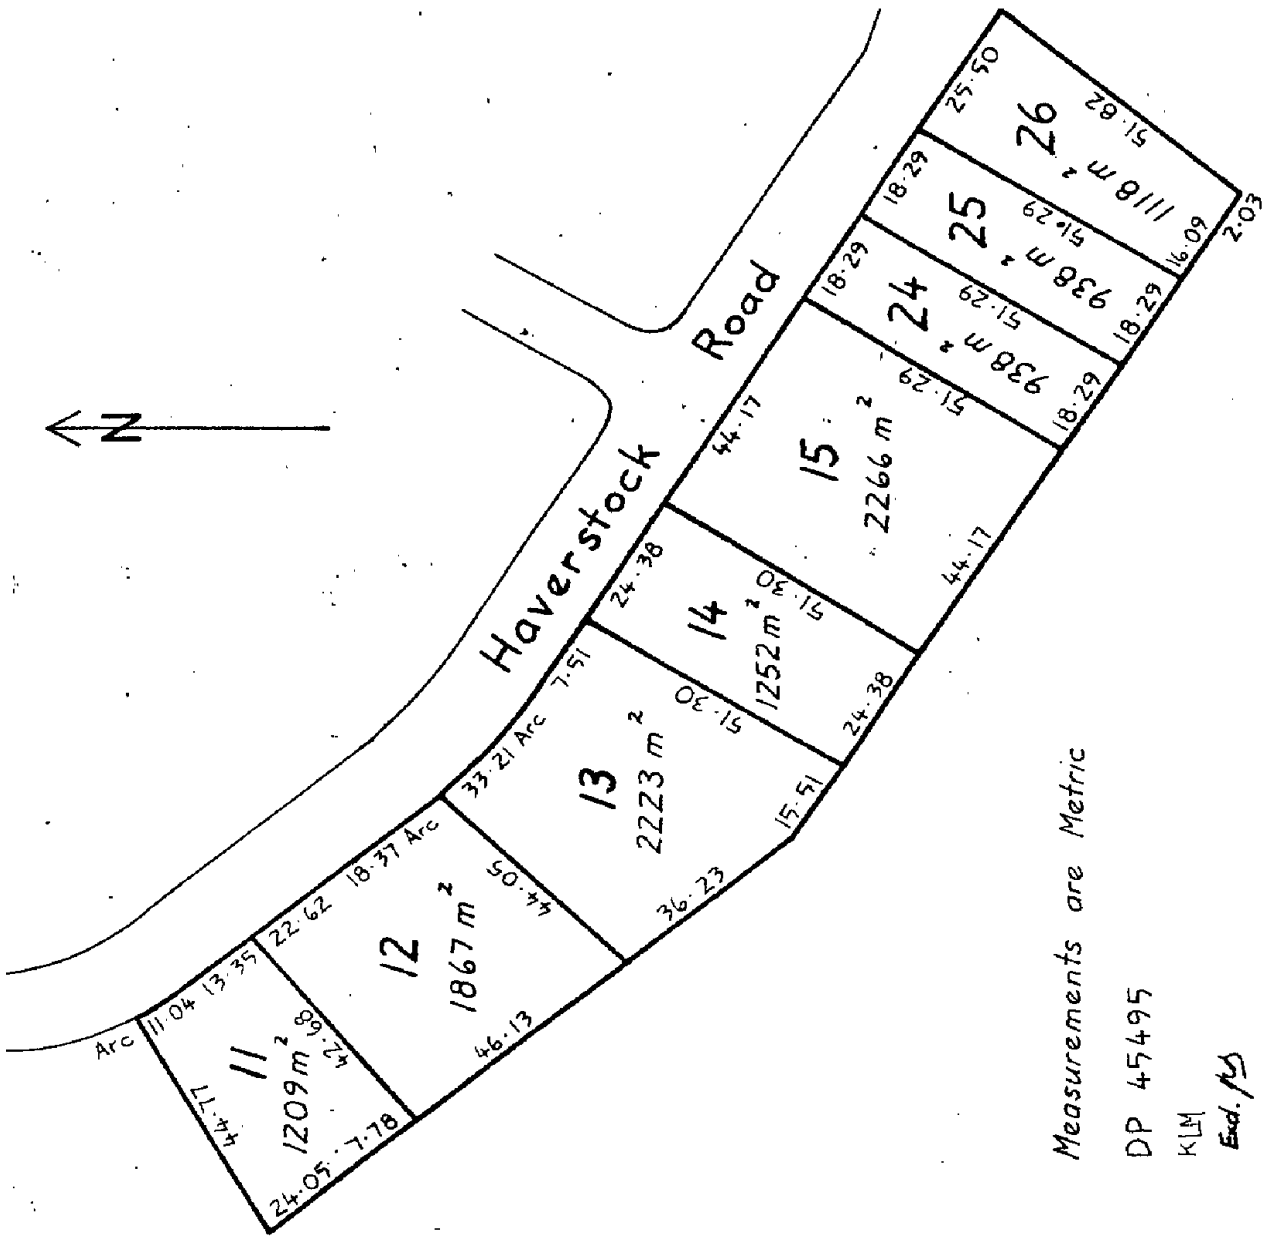 N
Haverstock Road
11
1209 m²
Arc
11·04
13·35
44·77
42·68
24·05
7·78
12
1867 m²
22·62
18·37 Arc
44·05
46·13
13
2223 m²
33·21 Arc
7·51
51·30
36·23
15·51
14
1252 m²
24·38
51·30
24·38
15
2266 m²
44·17
51·29
44·17
24
938 m²
18·29
51·29
18·29
25
938 m²
18·29
51·29
18·29
26
1118 m²
25·50
51·82
16·09
2·03
Measurements are Metric
DP 45495
KLM
Exd.